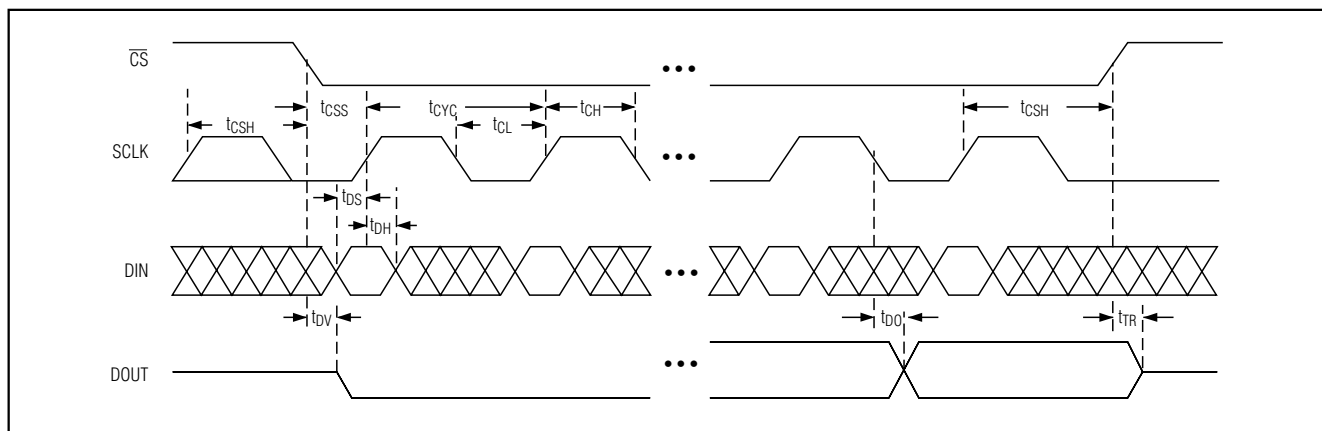 CS
tCSS
tCYC
tCH
tCSH
tCL
tCSH
SCLK
tDS
tDH
DIN
tDV
tDO
tTR
DOUT